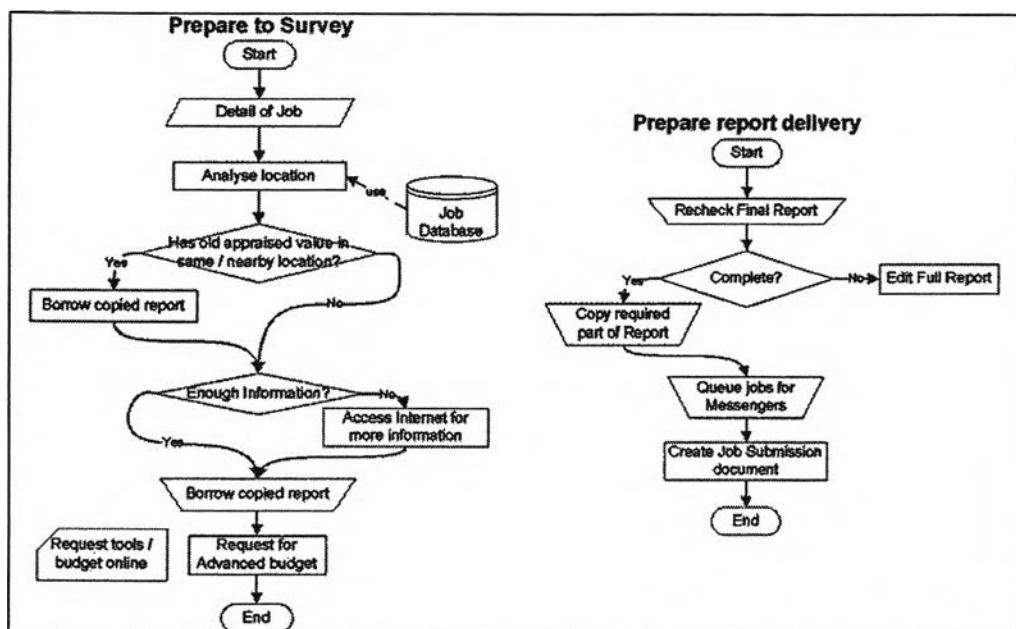 Prepare to Survey
Start
Detail of Job
Analyse location
use
Job
Database
Has old appraised value in
same / nearby location?
Yes
No
Borrow copied report
Enough Information?
No
Yes
Access Internet for
more information
Borrow copied report
Request tools /
budget online
Request for
Advanced budget
End
Prepare report delivery
Start
Recheck Final Report
Complete?
Yes
No
Edit Full Report
Copy required
part of Report
Queue jobs for
Messengers
Create Job Submission
document
End